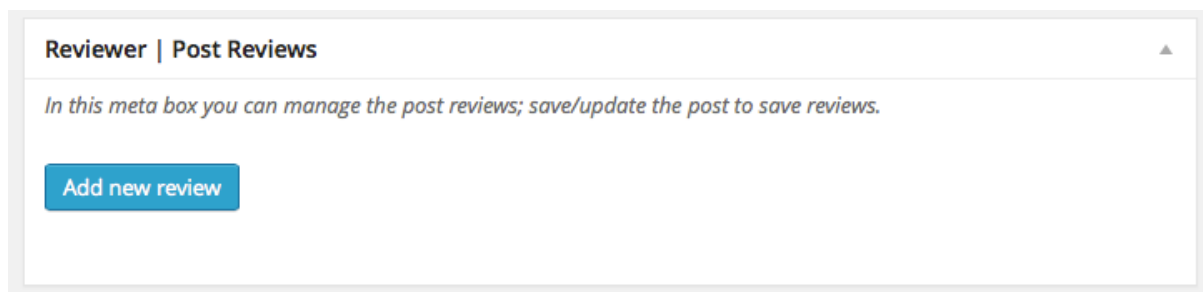 Reviewer | Post Reviews
In this meta box you can manage the post reviews; save/update the post to save reviews.
Add new review